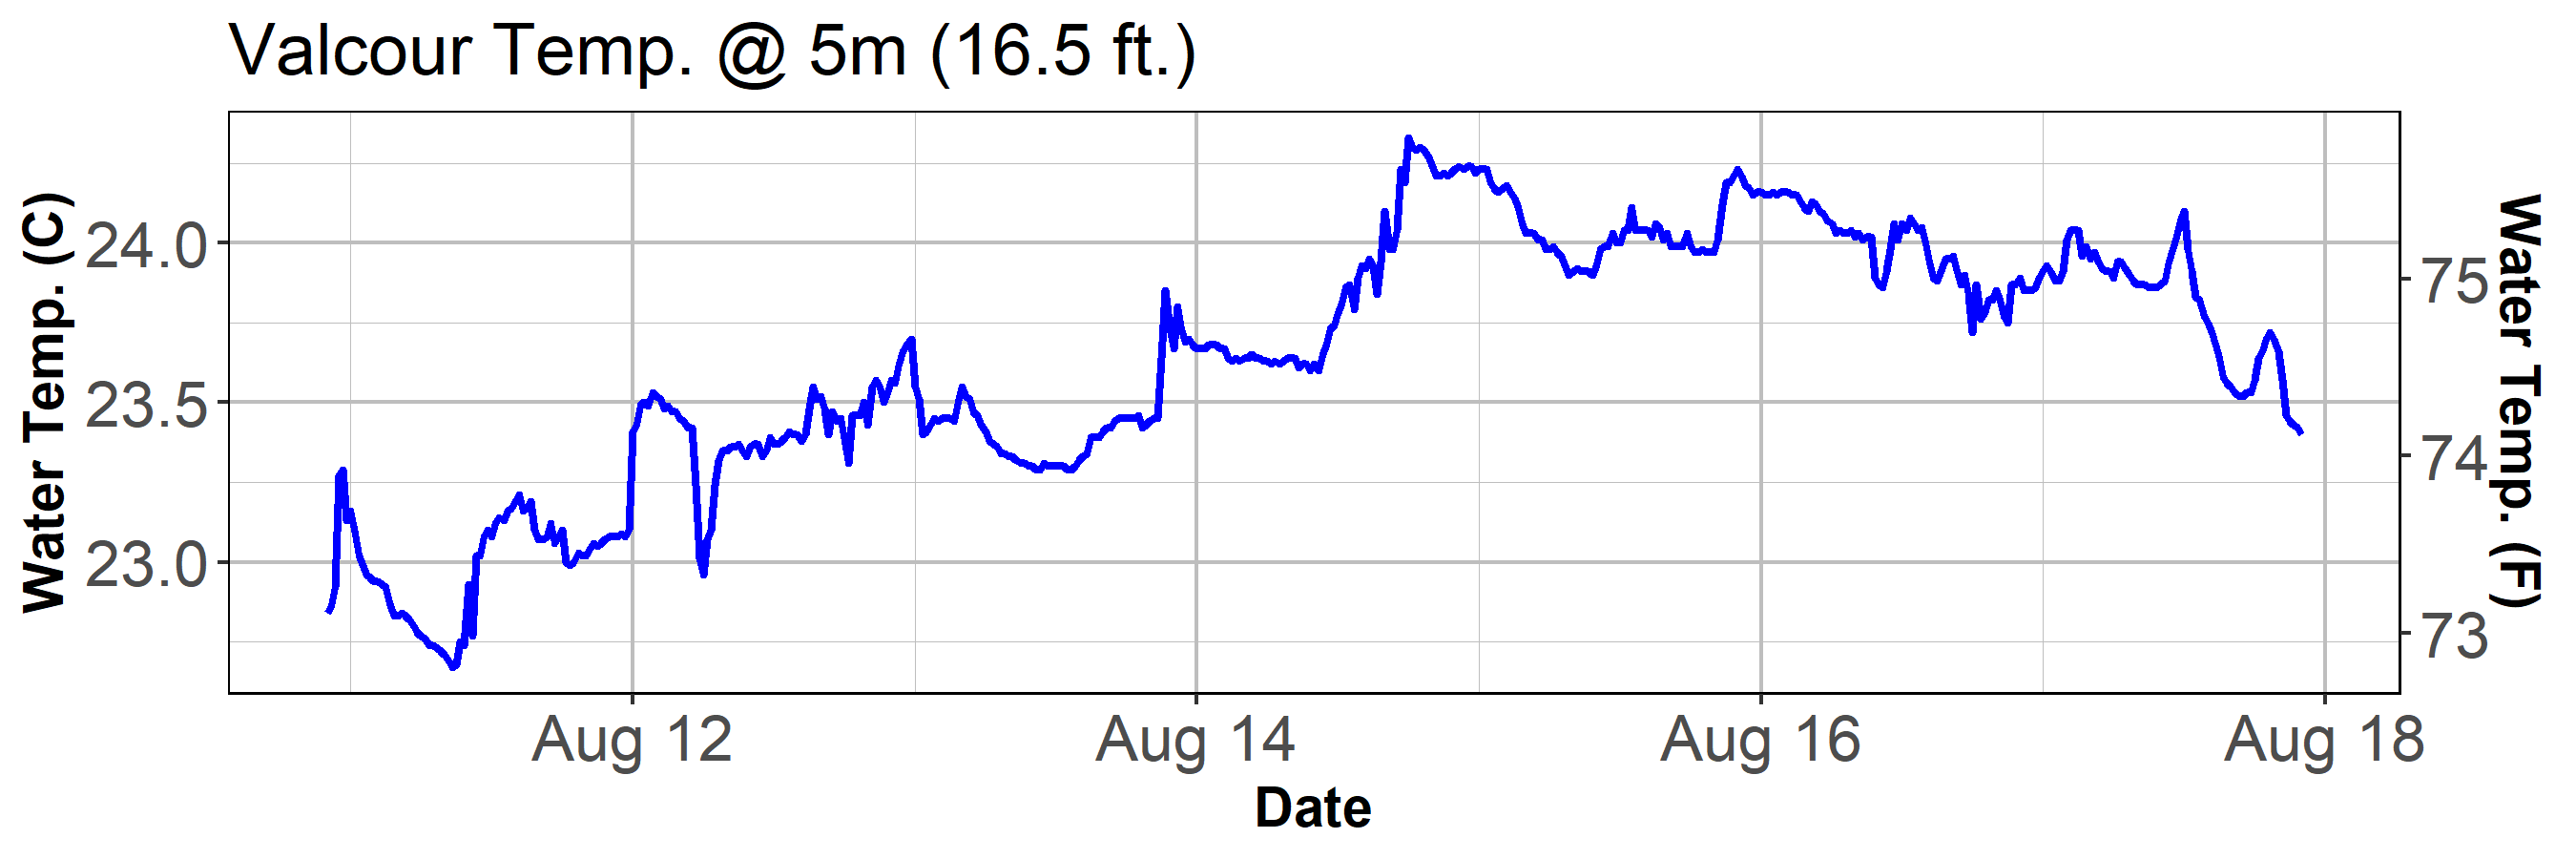 Valcour Temp. @ 5m (16.5 ft.)
Water Temp. (C)
24.0
23.5
23.0
75
74
73
Water Temp. (F)
Aug 12 Aug 14 Aug 16 Aug 18
Date